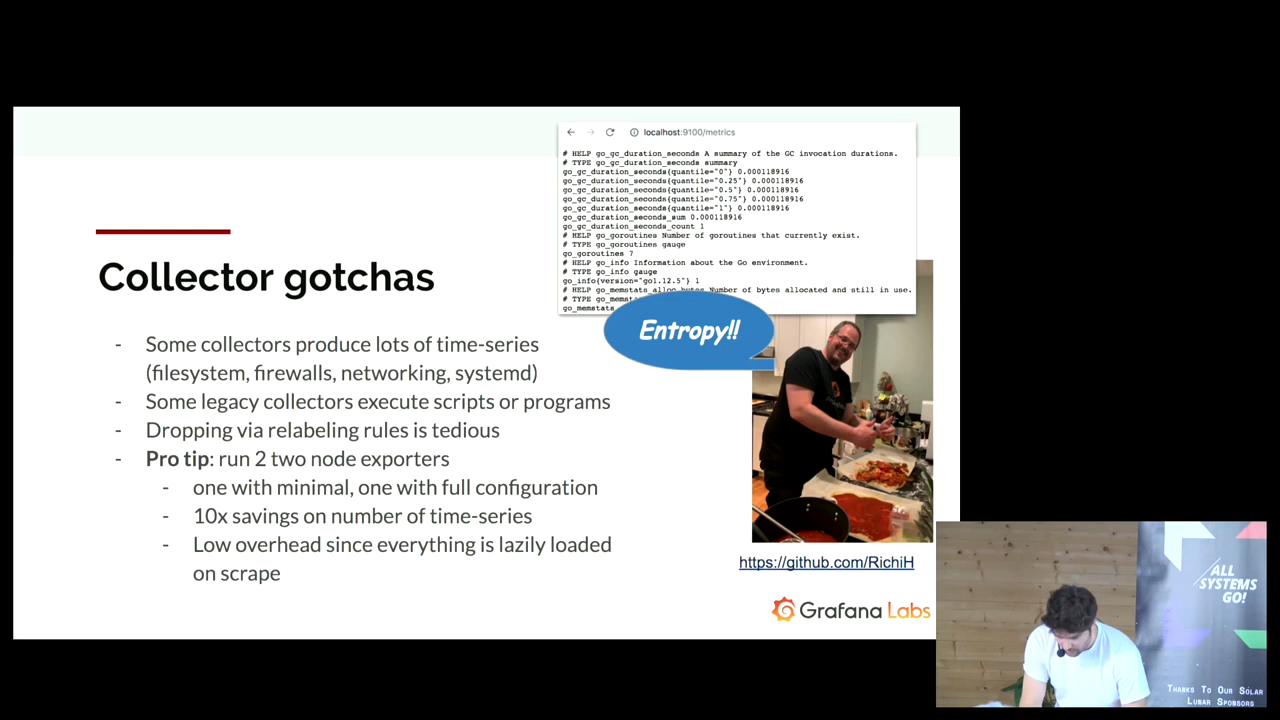 localhost:9100/metrics
# HELP go_gc_duration_seconds A summary of the GC invocation durations.
# TYPE go_gc_duration_seconds summary
go_gc_duration_seconds{quantile="0"} 0.000118916
go_gc_duration_seconds{quantile="0.25"} 0.000118916
go_gc_duration_seconds{quantile="0.5"} 0.000118916
go_gc_duration_seconds{quantile="0.75"} 0.000118916
go_gc_duration_seconds{quantile="1"} 0.000118916
go_gc_duration_seconds_sum 0.000118916
go_gc_duration_seconds_count 1
# HELP go_goroutines Number of goroutines that currently exist.
# TYPE go_goroutines gauge
go_goroutines 7
# HELP go_info Information about the Go environment.
# TYPE go_info gauge
go_info{version="go1.12.5"} 1
# HELP go_memstats_alloc_bytes Number of bytes allocated and still in use.
# TYPE go_memst
go_memstats
Entropy!!
Collector gotchas
- Some collectors produce lots of time-series
(filesystem, firewalls, networking, systemd)
- Some legacy collectors execute scripts or programs
- Dropping via relabeling rules is tedious
- Pro tip: run 2 two node exporters
- one with minimal, one with full configuration
- 10x savings on number of time-series
- Low overhead since everything is lazily loaded
on scrape
https://github.com/RichiH
Grafana Labs
ALL
SYSTEMS
GO!
Thanks To Our Solar
Lunar Sponsors